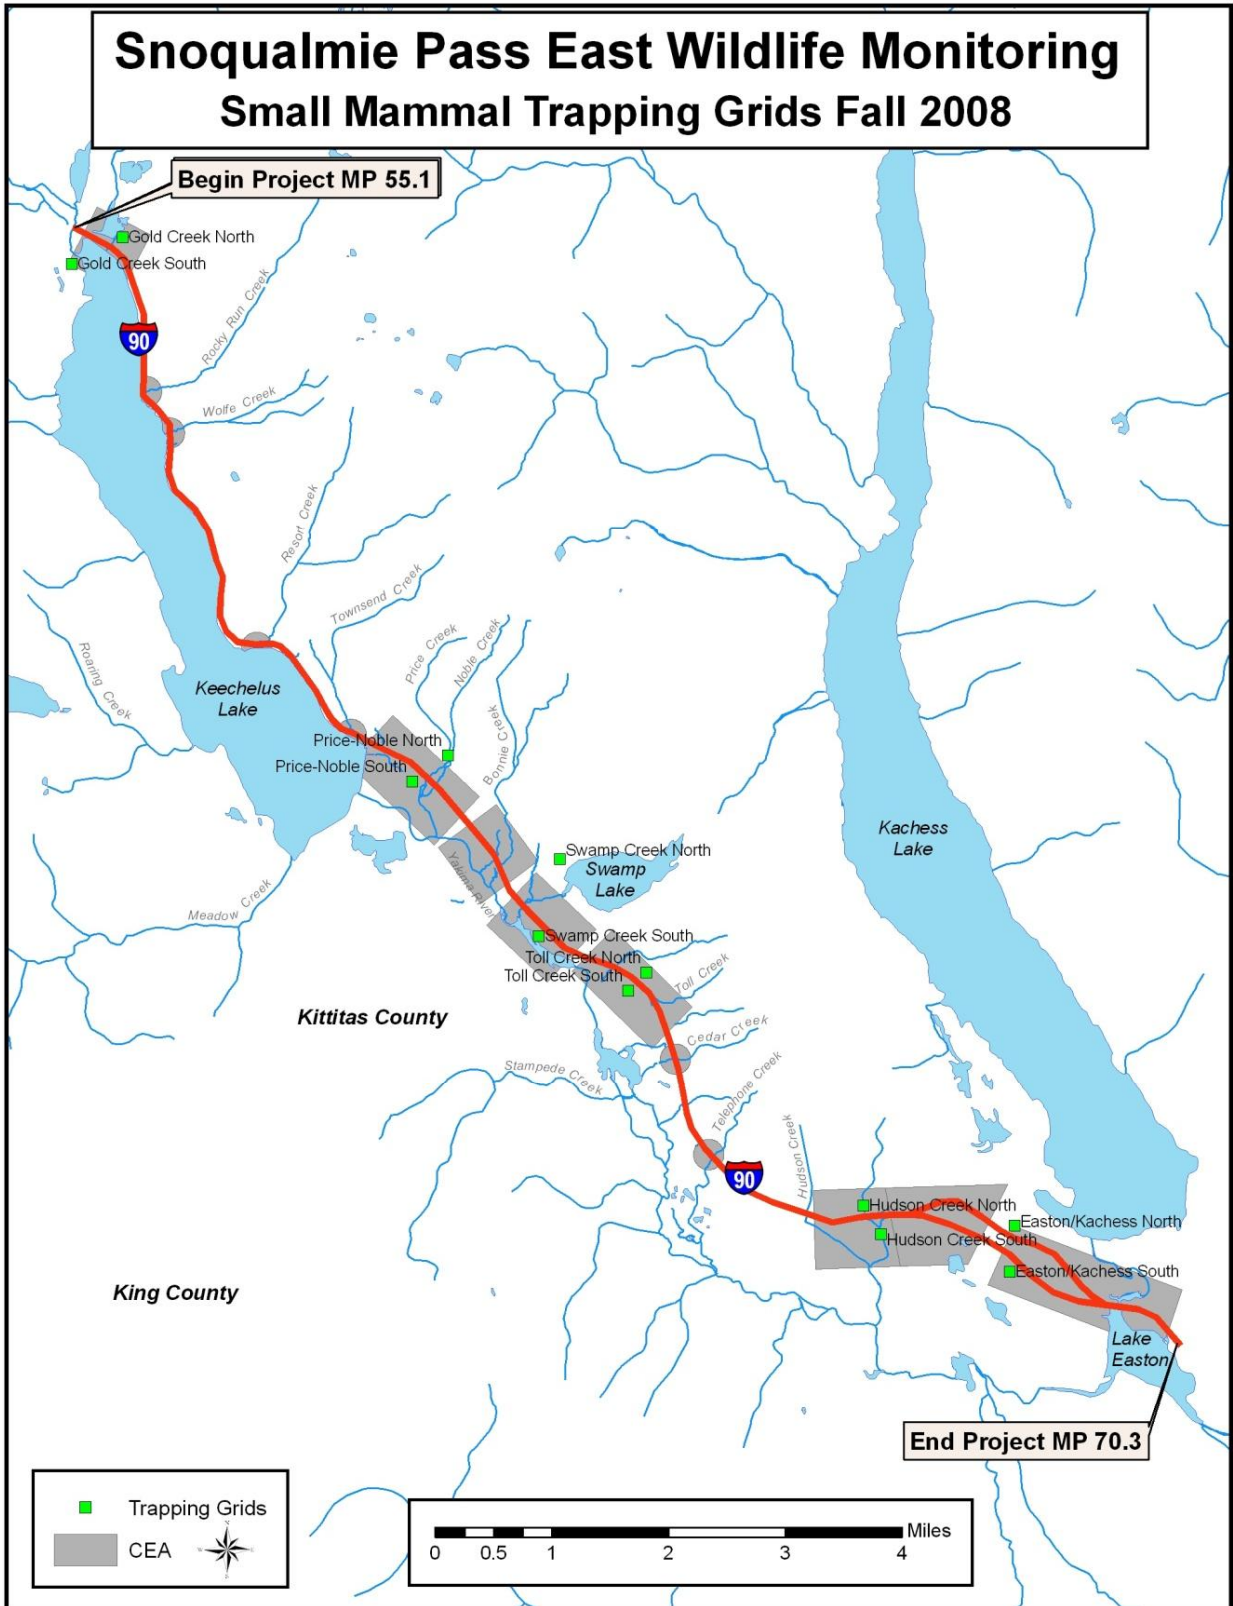 Snoqualmie Pass East Wildlife Monitoring
Small Mammal Trapping Grids Fall 2008
Begin Project MP 55.1
Gold Creek North
Gold Creek South
90
Rocky Run Creek
Wolfe Creek
Resort Creek
Townsend Creek
Price Creek
Noble Creek
Roaring Creek
Keechelus
Lake
Bonnie Creek
Price-Noble North
Price-Noble South
Kachess
Lake
Swamp Creek North
Swamp
Lake
Yakima River
Meadow Creek
Swamp Creek South
Toll Creek North
Toll Creek South
Toll Creek
Kittitas County
Cedar Creek
Stampede Creek
Telephone Creek
Hudson Creek
90
Hudson Creek North
Hudson Creek South
Easton/Kachess North
Easton/Kachess South
King County
Lake
Easton
End Project MP 70.3
Trapping Grids
CEA
Miles
0 0.5 1 2 3 4